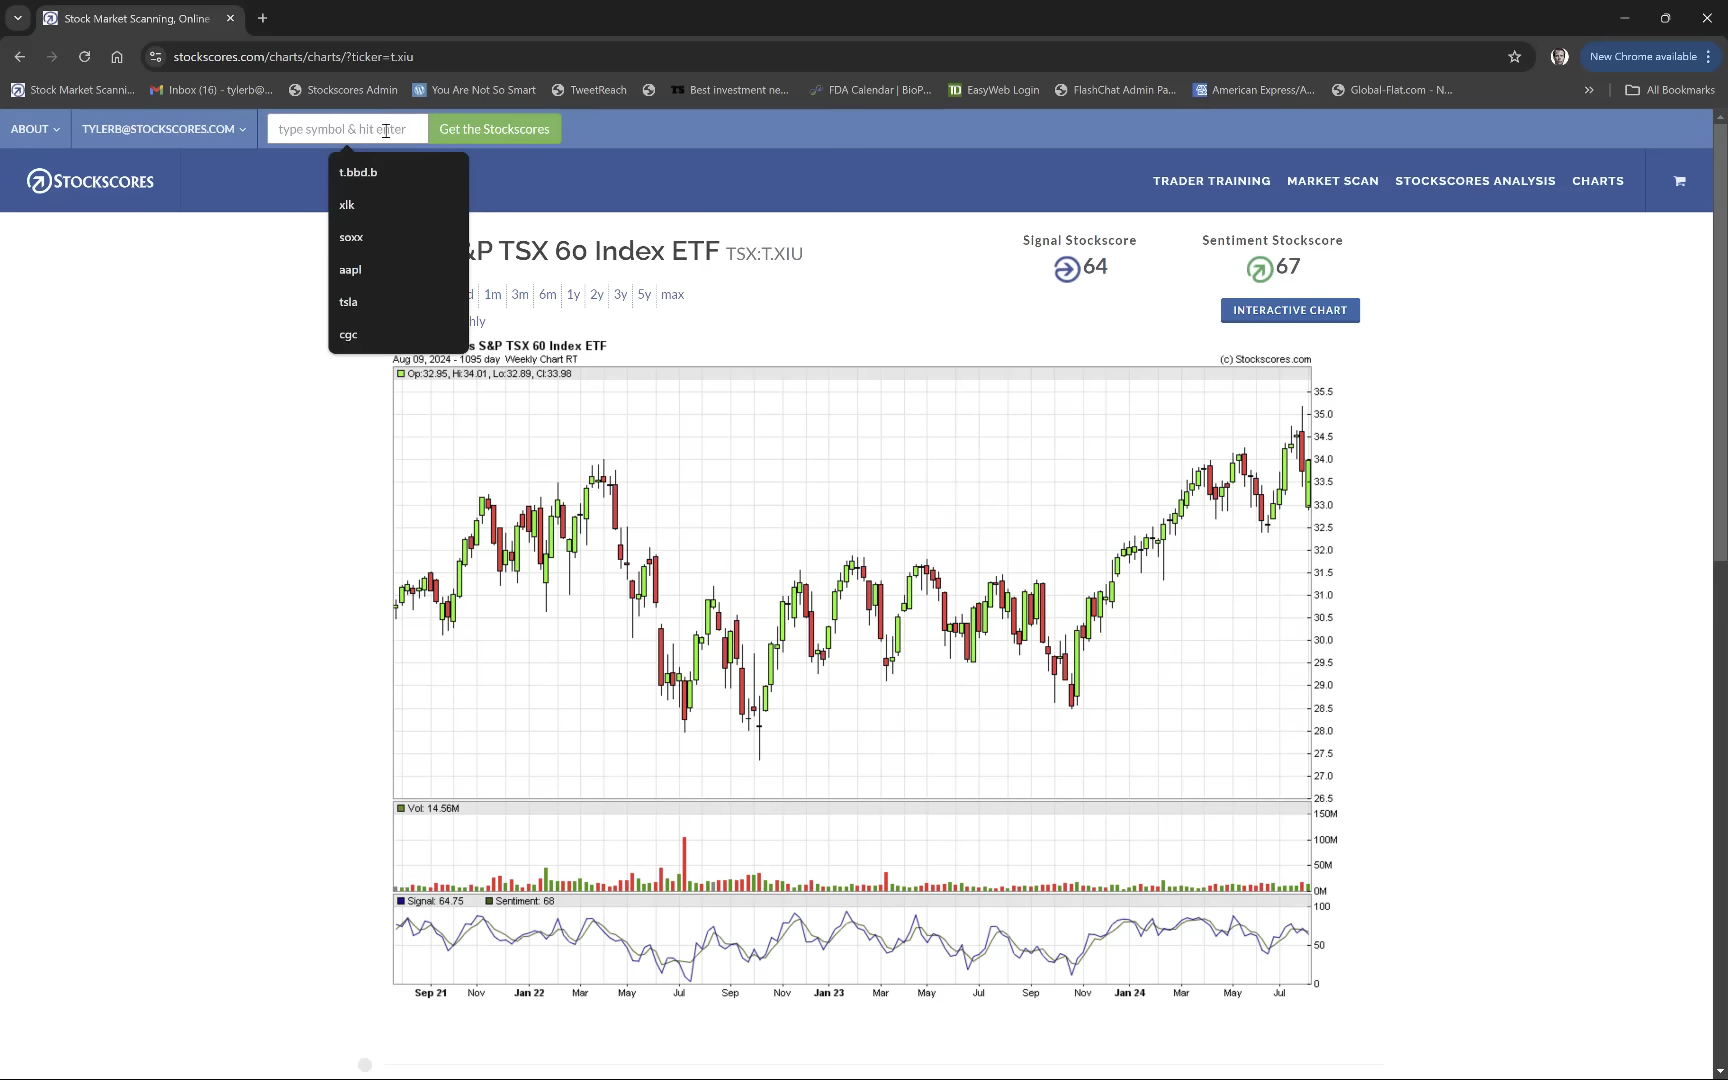 Stock Market Scanning, Online
stockscores.com/charts/charts/?ticker=t.xiu
New Chrome available
Stock Market Scanni...
Inbox (16) - tylerb@...
Stockscores Admin
You Are Not So Smart
TweetReach
TS Best investment ne...
FDA Calendar | BioP...
EasyWeb Login
FlashChat Admin Pa...
American Express/A...
Global-Flat.com - N...
»
All Bookmarks
ABOUT
TYLERB@STOCKSCORES.COM
type symbol & hit enter
Get the Stockscores
STOCKSCORES
TRADER TRAINING
MARKET SCAN
STOCKSCORES ANALYSIS
CHARTS
t.bbd.b
xlk
soxx
aapl
tsla
cgc
&P TSX 60 Index ETF TSX:T.XIU
Signal Stockscore
64
Sentiment Stockscore
67
d 1m 3m 6m 1y 2y 3y 5y max
hly
INTERACTIVE CHART
s S&P TSX 60 Index ETF
Aug 09, 2024 - 1095 day Weekly Chart RT
(c) Stockscores.com
Op:32.95, Hi:34.01, Lo:32.89, Cl:33.98
35.5
35.0
34.5
34.0
33.5
33.0
32.5
32.0
31.5
31.0
30.5
30.0
29.5
29.0
28.5
28.0
27.5
27.0
26.5
Vol: 14.56M
150M
100M
50M
0M
Signal: 64.75 Sentiment: 68
100
50
0
Sep 21 Nov Jan 22 Mar May Jul Sep Nov Jan 23 Mar May Jul Sep Nov Jan 24 Mar May Jul